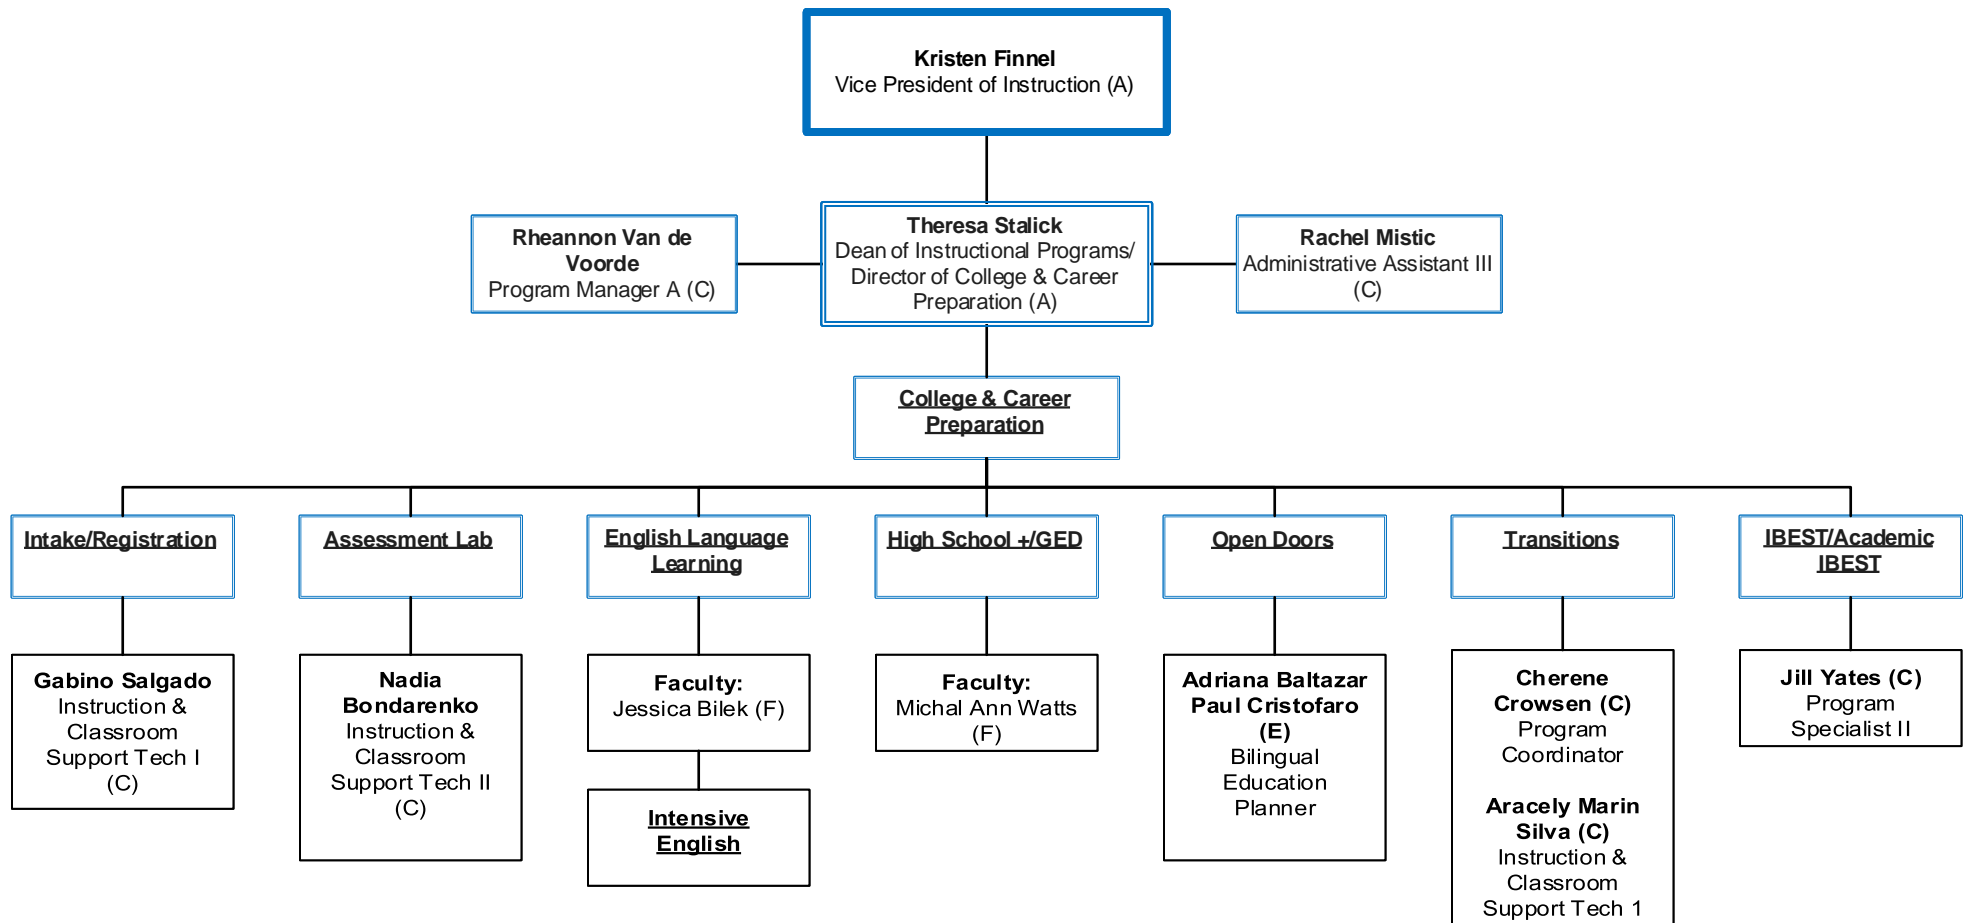 Kristen Finnel
Vice President of Instruction (A)
Rheannon Van de
Voorde
Program Manager A (C)
Theresa Stalick
Dean of Instructional Programs/
Director of College & Career
Preparation (A)
Rachel Mistic
Administrative Assistant III
(C)
College & Career
Preparation
Intake/Registration
Assessment Lab
English Language
Learning
High School +/GED
Open Doors
Transitions
IBEST/Academic
IBEST
Gabino Salgado
Instruction &
Classroom
Support Tech I
(C)
Nadia
Bondarenko
Instruction &
Classroom
Support Tech II
(C)
Faculty:
Jessica Bilek (F)
Intensive
English
Faculty:
Michal Ann Watts
(F)
Adriana Baltazar
Paul Cristofaro
(E)
Bilingual
Education
Planner
Cherene
Crowsen (C)
Program
Coordinator
Aracely Marin
Silva (C)
Instruction &
Classroom
Support Tech 1
Jill Yates (C)
Program
Specialist II